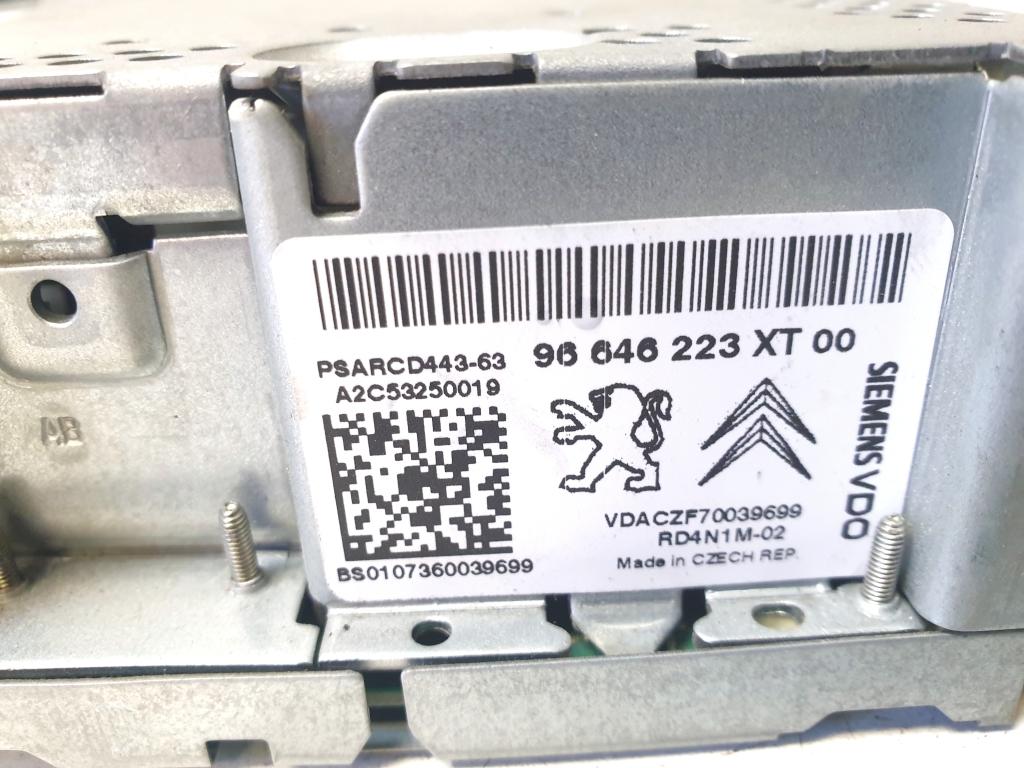 PSARCD443-63
A2C53250019
96 646 223 XT 00
SIEMENS VDO
VDACZF70039699
RD4N1M-02
Made in CZECH REP.
BS0107360039699
AB